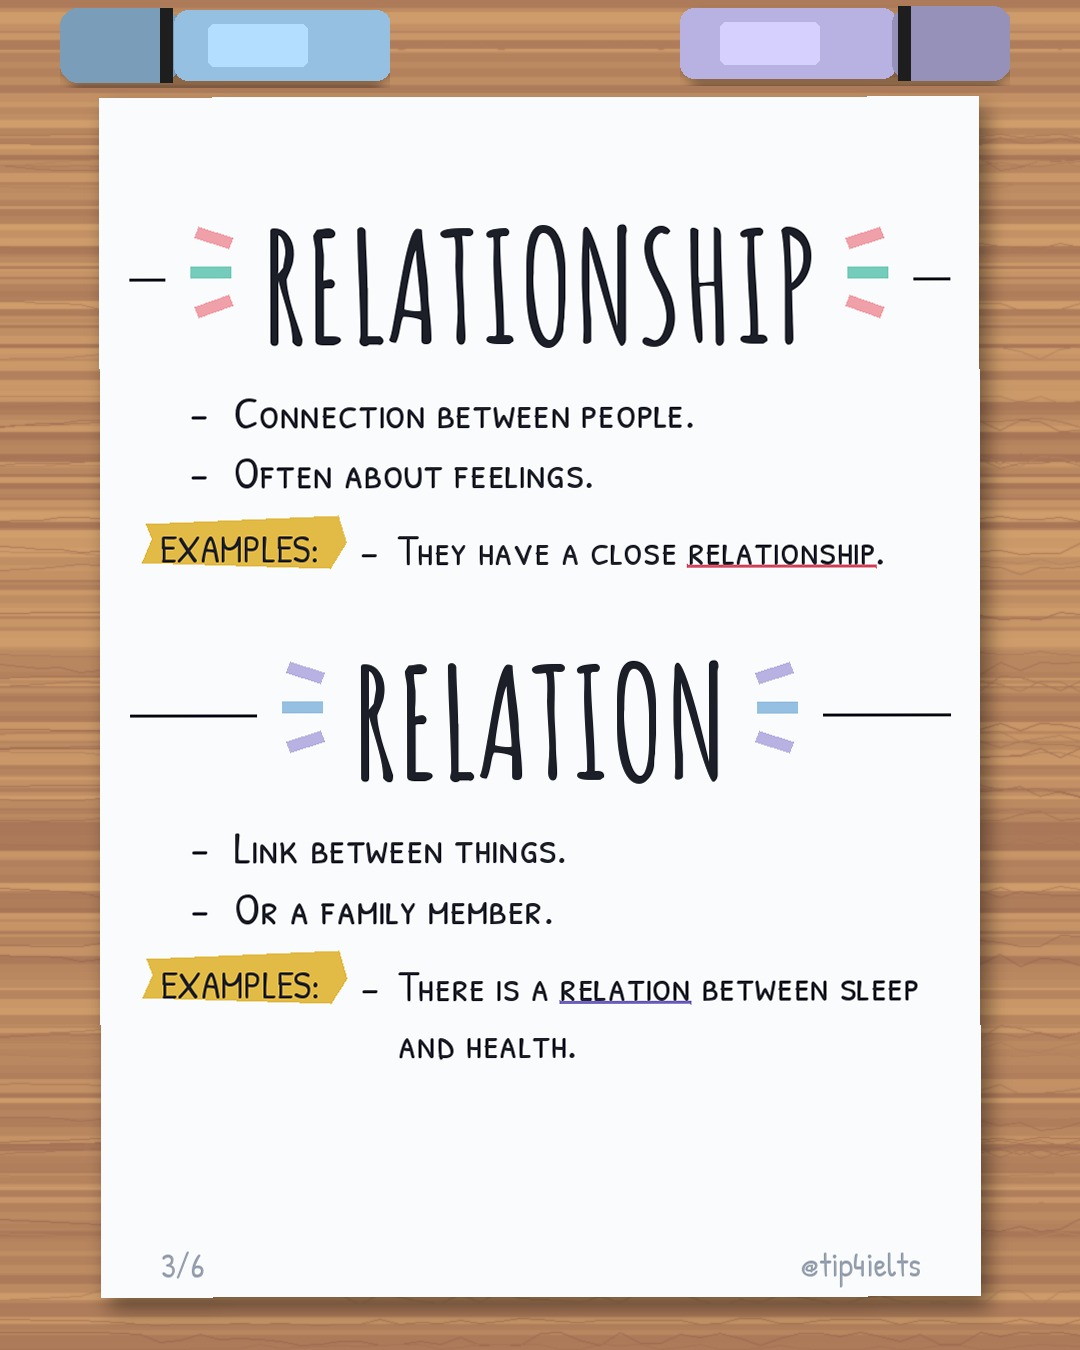 RELATIONSHIP
- Connection between people.
- Often about feelings.
EXAMPLES: - They have a close relationship.
RELATION
- Link between things.
- Or a family member.
EXAMPLES: - There is a relation between sleep
and health.
3/6 @tip4ielts